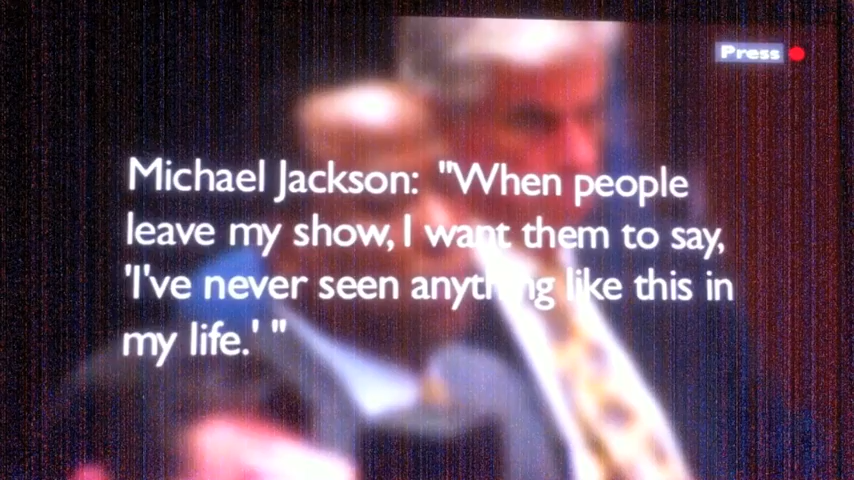 Press
Michael Jackson: "When people
leave my show, I want them to say,
'I've never seen anything like this in
my life.' "